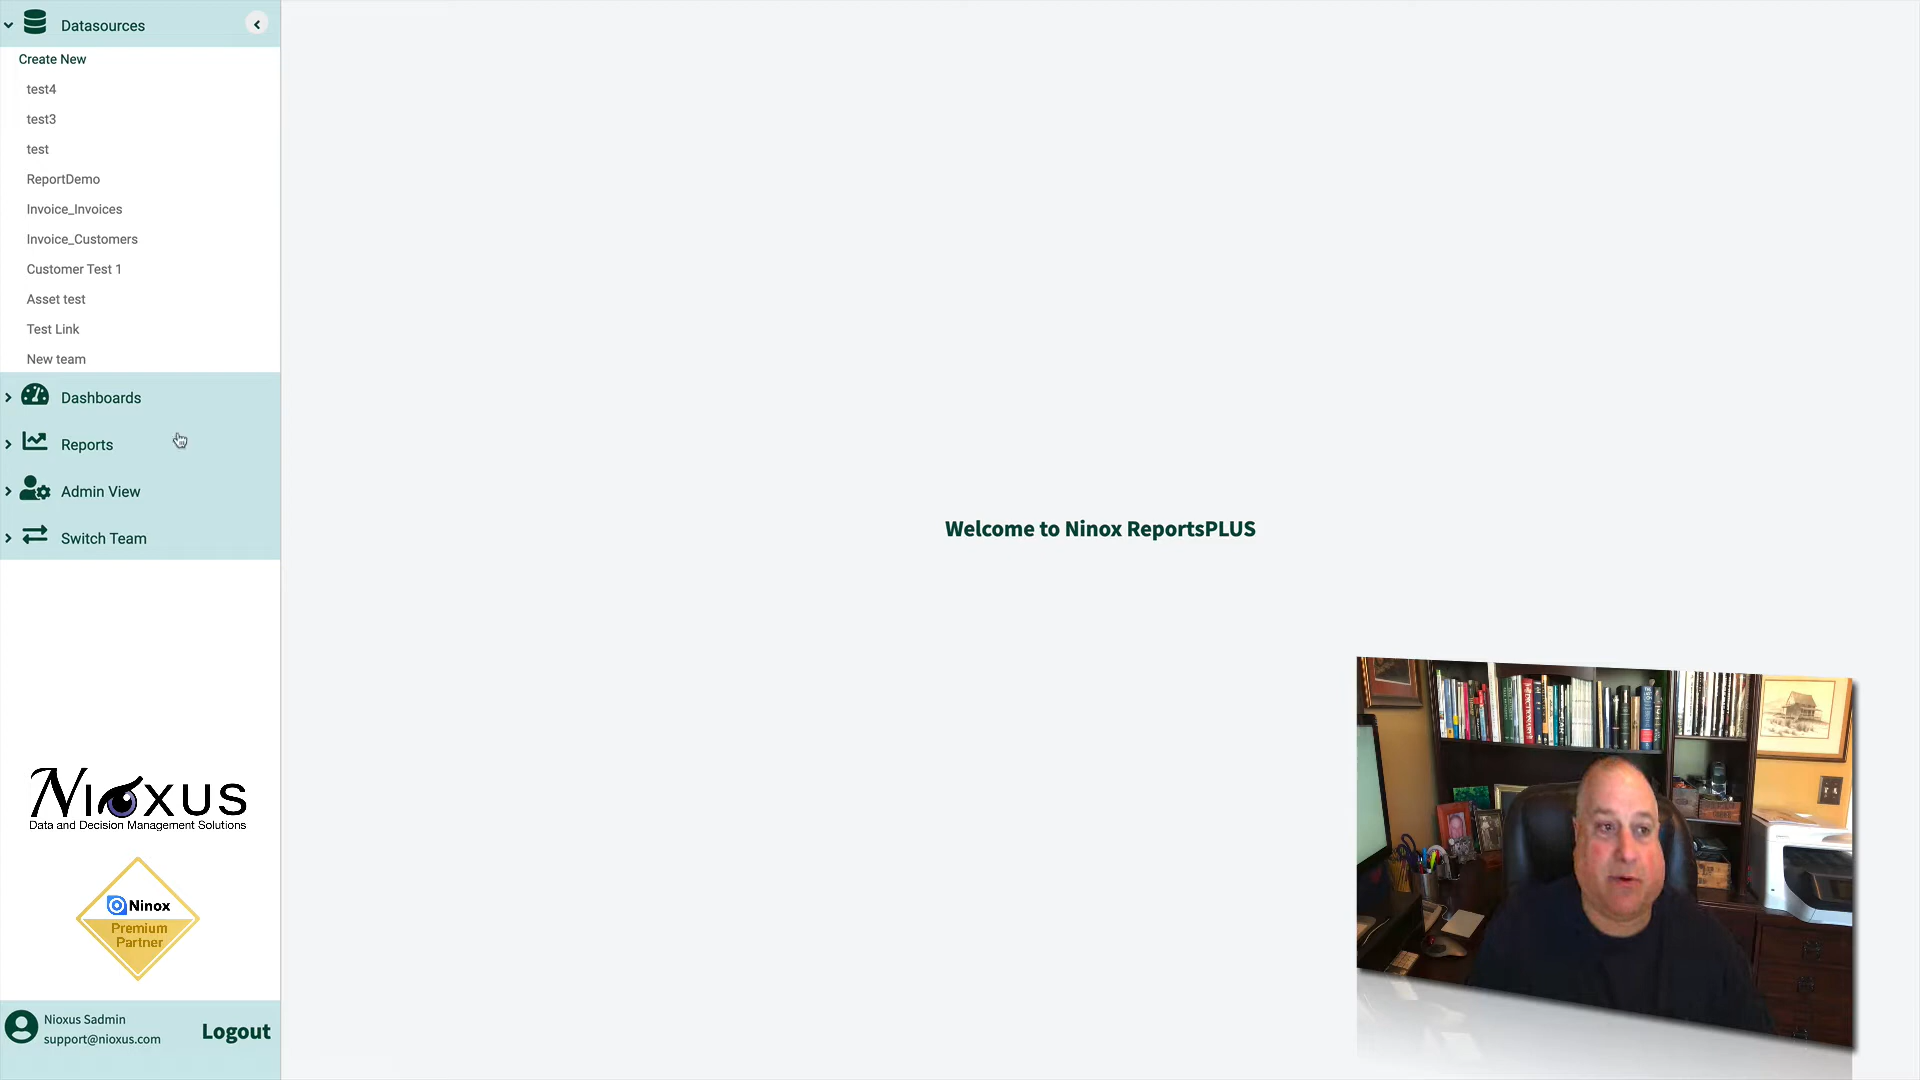 Datasources
Create New
test4
test3
test
ReportDemo
Invoice_Invoices
Invoice_Customers
Customer Test 1
Asset test
Test Link
New team
Dashboards
Reports
Admin View
Switch Team
Welcome to Ninox ReportsPLUS
Nioxus
Data and Decision Management Solutions
Ninox
Premium
Partner
Nioxus Sadmin
support@nioxus.com
Logout